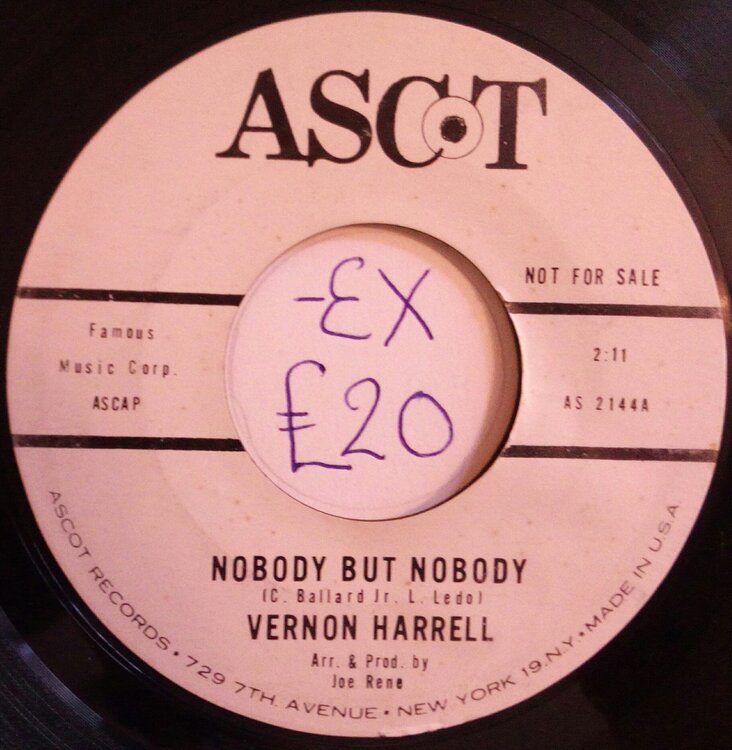 ASCOT
NOT FOR SALE
Famous
Music Corp.
ASCAP
-EX
£20
2:11
AS 2144A
NOBODY BUT NOBODY
(C. Ballard Jr. L. Ledo)
VERNON HARRELL
Arr. & Prod. by
Joe Rene
ASCOT RECORDS • 729 7TH. AVENUE • NEW YORK 19.N.Y. • MADE IN U.S.A